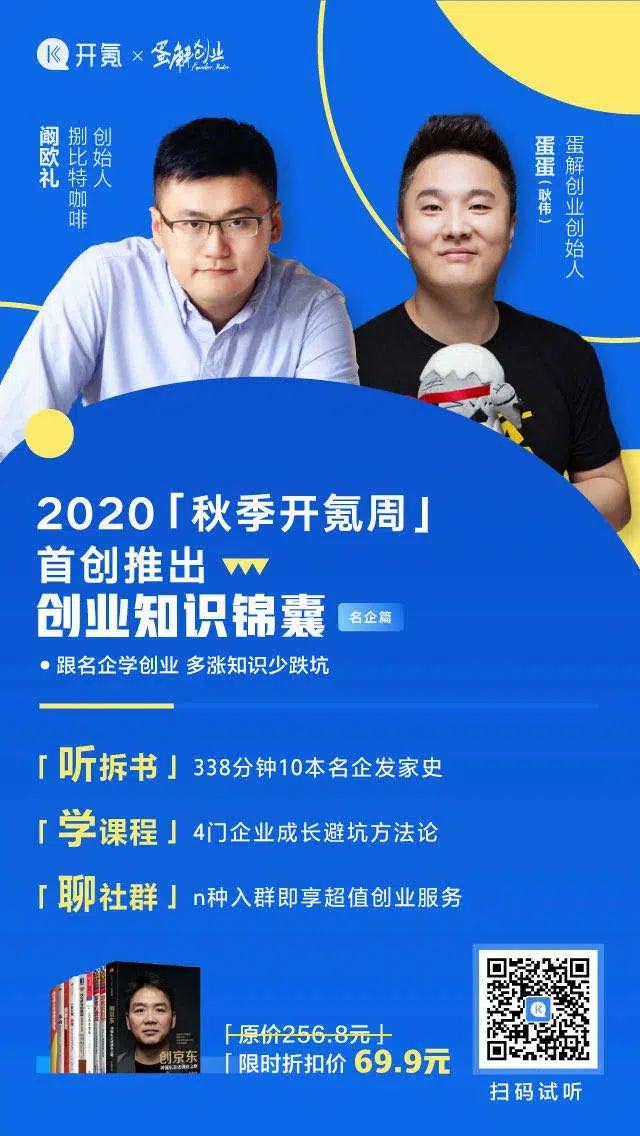 开氪 × 蛋解创业
创始人
捌比特咖啡
阚欧礼
蛋解创业创始人
蛋蛋（耿伟）
2020「秋季开氪周」
首创推出
创业知识锦囊 名企篇
• 跟名企学创业 多涨知识少跌坑
「听拆书」338分钟10本名企发家史
「学课程」4门企业成长避坑方法论
「聊社群」n种入群即享超值创业服务
创京东
「原价256.8元」
「限时折扣价 69.9元
扫码试听